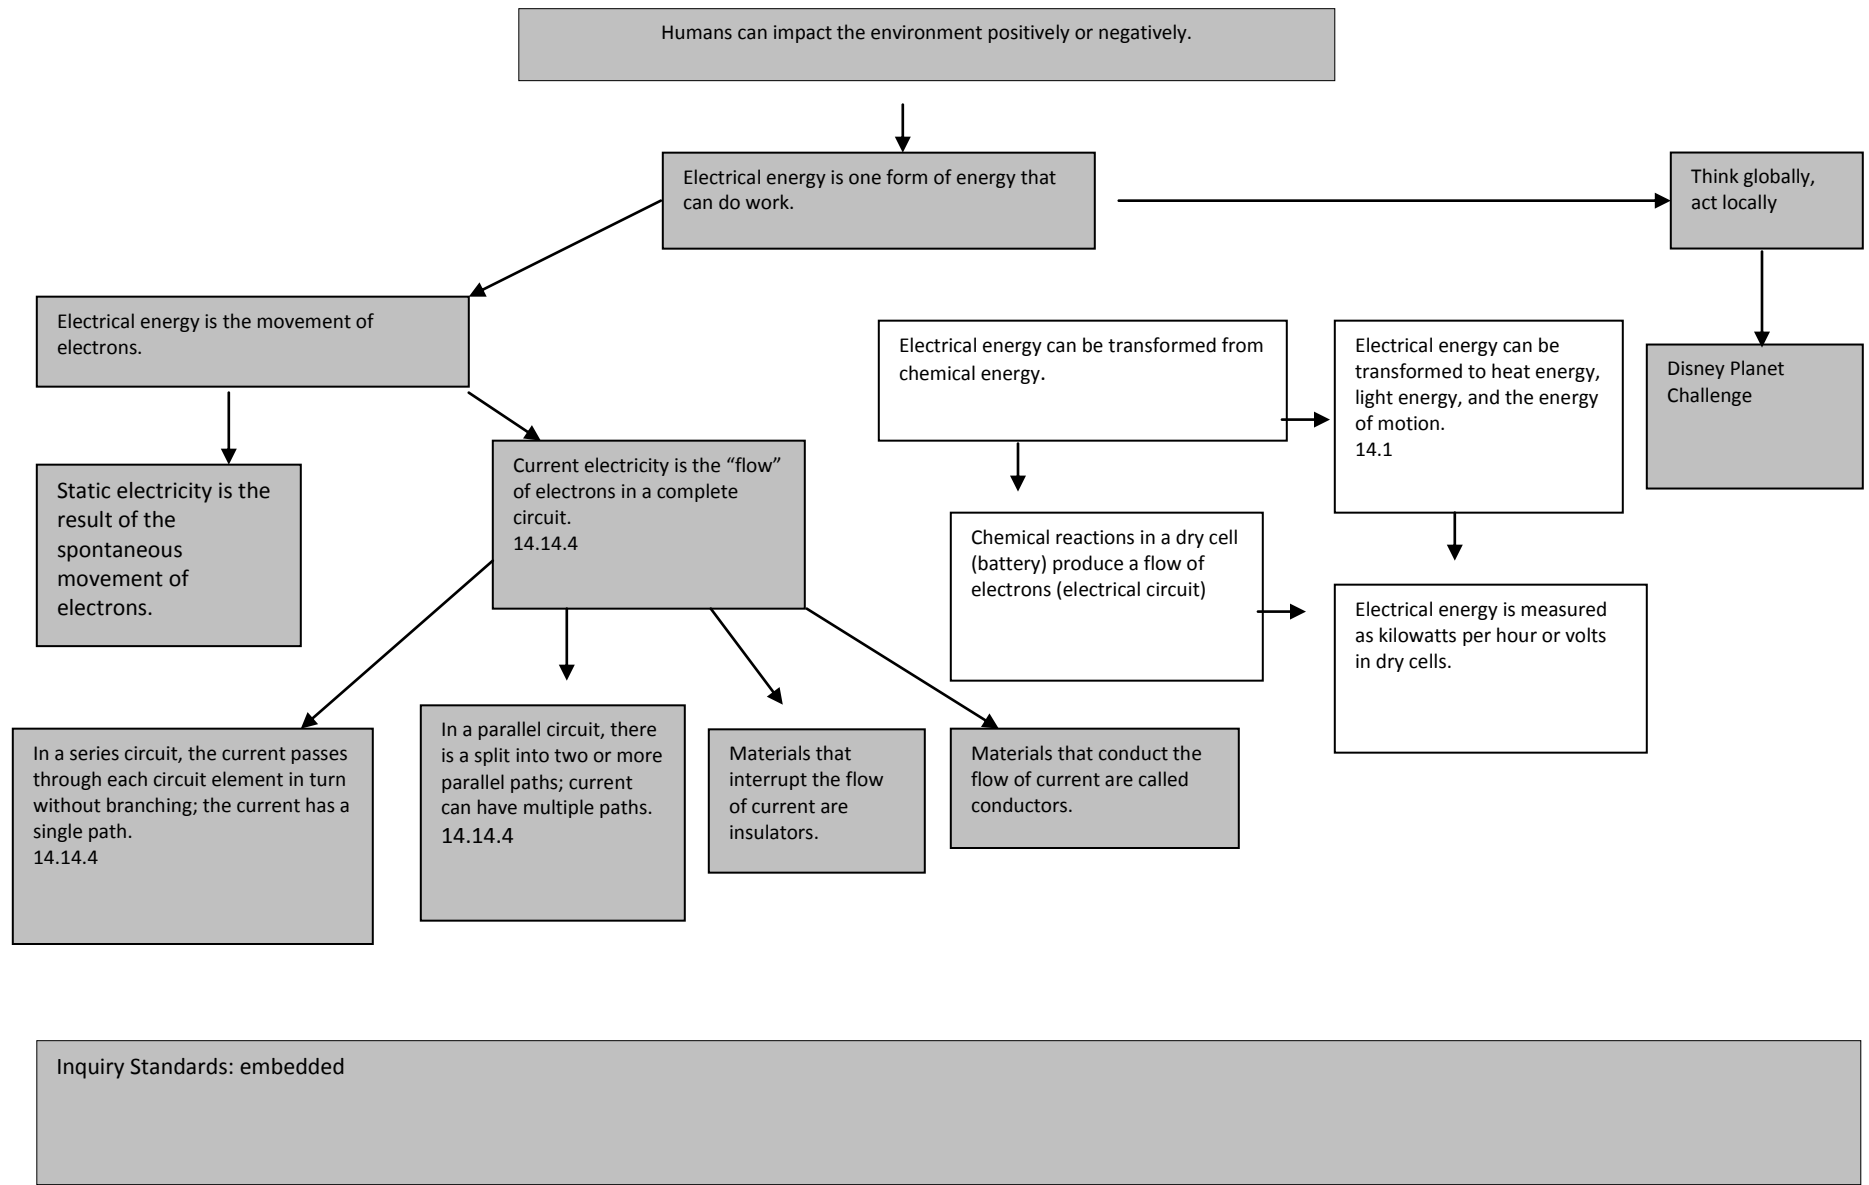 Humans can impact the environment positively or negatively.
Electrical energy is one form of energy that
can do work.
Think globally,
act locally
Electrical energy is the movement of
electrons.
Electrical energy can be transformed from
chemical energy.
Electrical energy can be
transformed to heat energy,
light energy, and the energy
of motion.
14.1
Disney Planet
Challenge
Static electricity is the
result of the
spontaneous
movement of
electrons.
Current electricity is the “flow”
of electrons in a complete
circuit.
14.14.4
Chemical reactions in a dry cell
(battery) produce a flow of
electrons (electrical circuit)
Electrical energy is measured
as kilowatts per hour or volts
in dry cells.
In a series circuit, the current passes
through each circuit element in turn
without branching; the current has a
single path.
14.14.4
In a parallel circuit, there
is a split into two or more
parallel paths; current
can have multiple paths.
14.14.4
Materials that
interrupt the flow
of current are
insulators.
Materials that conduct the
flow of current are called
conductors.
Inquiry Standards: embedded